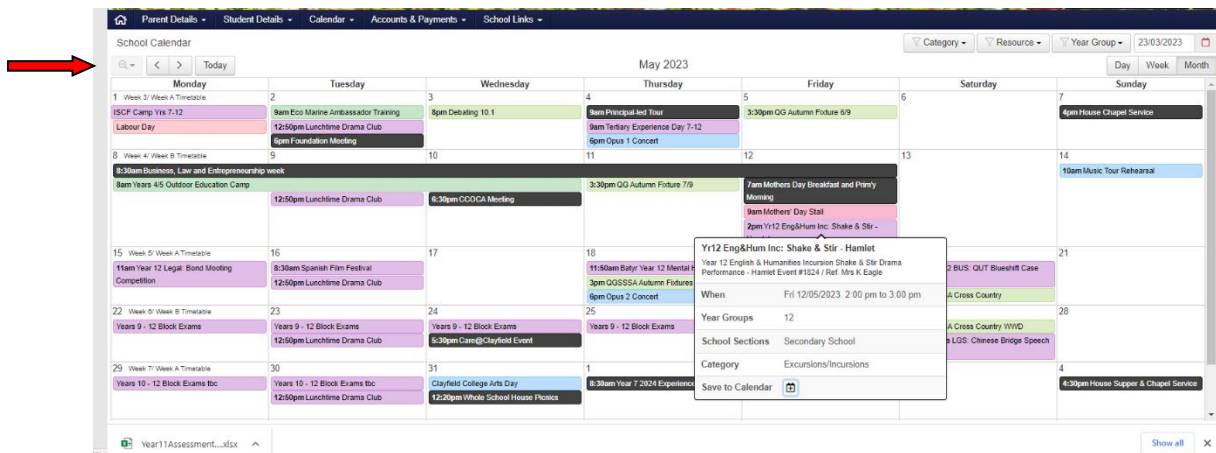 Parent Details Student Details Calendar Accounts & Payments School Links
School Calendar Category Resource Year Group 23/03/2023
Today May 2023 Day Week Month
Monday Tuesday Wednesday Thursday Friday Saturday Sunday
1 Week 3/ Week A Timetable 2 3 4 5 6 7
ISCF Camp Yrs 7-12 9am Eco Marine Ambassador Training 6pm Debating 10.1 9am Principal-led Tour 3:30pm QG Autumn Fixture 6/9 4pm House Chapel Service
Labour Day 12:50pm Lunchtime Drama Club 9am Tertiary Experience Day 7-12
6pm Foundation Meeting 6pm Opus 1 Concert
8 Week 4/ Week B Timetable 9 10 11 12 13 14
8:30am Business, Law and Entrepreneurship week 10am Music Tour Rehearsal
8am Years 4/5 Outdoor Education Camp 3:30pm QG Autumn Fixture 7/9 7am Mothers Day Breakfast and Prim'y
12:50pm Lunchtime Drama Club 6:30pm CCOCA Meeting Morning
9am Mothers' Day Stall
2pm Yr12 Eng&Hum Inc: Shake & Stir -
15 Week 5/ Week A Timetable 16 17 18 21
11am Year 12 Legal: Bond Mooting 8:30am Spanish Film Festival 11:50am Batyr Year 12 Mental 2 BUS: QUT Blueshift Case
Competition 12:50pm Lunchtime Drama Club 3pm QGSSSA Autumn Fixtures
6pm Opus 2 Concert A Cross Country
22 Week 6/ Week B Timetable 23 24 25 28
Years 9 - 12 Block Exams Years 9 - 12 Block Exams Years 9 - 12 Block Exams Years 9 - 12 Block Exams A Cross Country WWD
12:50pm Lunchtime Drama Club 5:30pm Care@Clayfield Event s LGS: Chinese Bridge Speech
29 Week 7/ Week A Timetable 30 31 1 4
Years 10 - 12 Block Exams tbc Years 10 - 12 Block Exams tbc Clayfield College Arts Day 8:30am Year 7 2024 Experience 4:30pm House Supper & Chapel Service
12:50pm Lunchtime Drama Club 12:20pm Whole School House Picnics
Yr12 Eng&Hum Inc: Shake & Stir - Hamlet
Year 12 English & Humanities Incursion Shake & Stir Drama
Performance - Hamlet Event #1824 / Ref. Mrs K Eagle
When Fri 12/05/2023. 2:00 pm to 3:00 pm
Year Groups 12
School Sections Secondary School
Category Excursions/Incursions
Save to Calendar
Year11Assessment....xlsx Show all